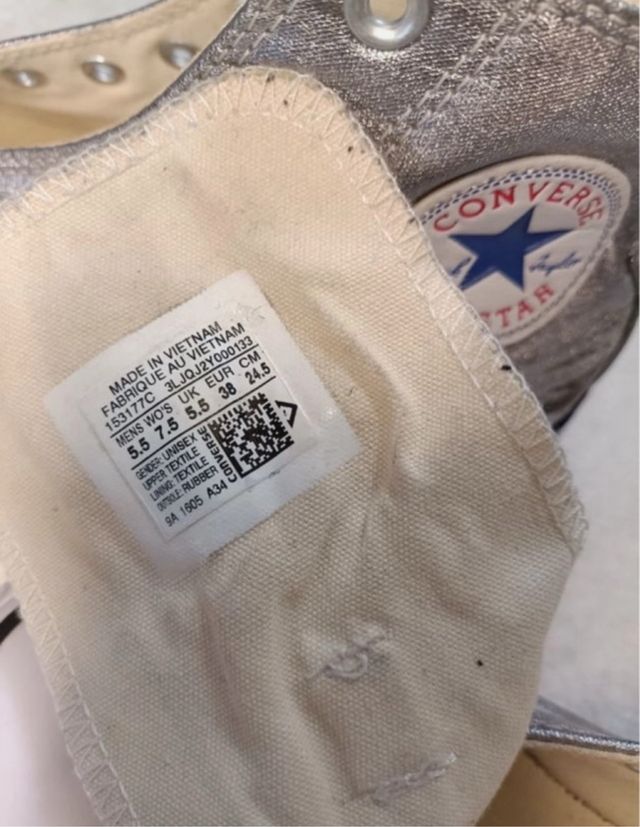 CONVERSE
STAR
MADE IN VIETNAM
FABRIQUE AU VIETNAM
153177C 3LJQJ2Y000133
MENS WO'S UK EUR CM
5.5 7.5 5.5 38 24.5
GENDER: UNISEX
UPPER: TEXTILE
LINING: TEXTILE
OUTSOLE: RUBBER
9A 1605 A34
CONVERSE